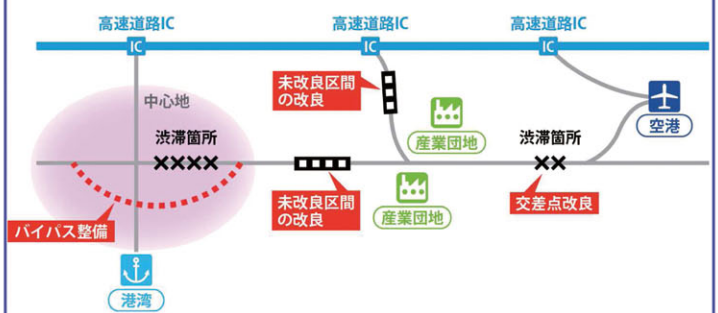 高速道路IC
高速道路IC
高速道路IC
IC
IC
IC
中心地
未改良区間
の改良
産業団地
空港
渋滞箇所
渋滞箇所
未改良区間
の改良
産業団地
交差点改良
バイパス整備
港湾